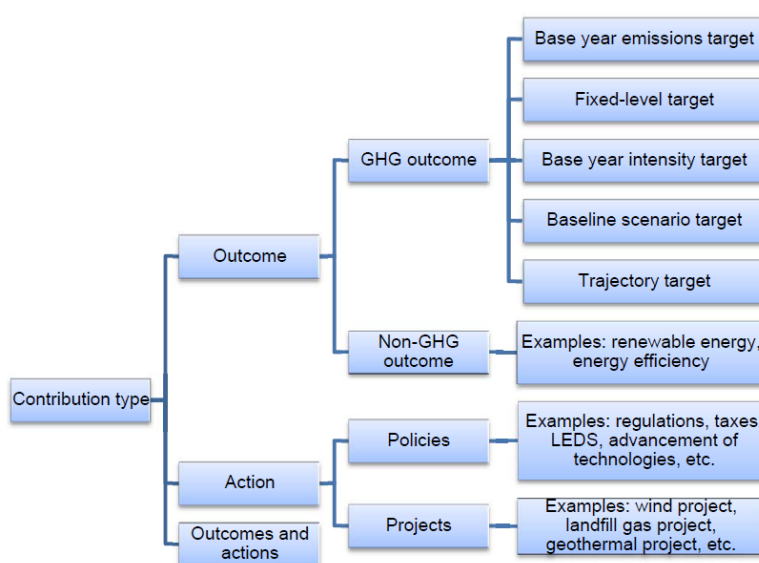 Base year emissions target
Fixed-level target
GHG outcome
Base year intensity target
Baseline scenario target
Outcome
Trajectory target
Non-GHG
outcome
Examples: renewable energy,
energy efficiency
Contribution type
Policies
Examples: regulations, taxes
LEDS, advancement of
technologies, etc.
Action
Projects
Examples: wind project,
landfill gas project,
geothermal project, etc.
Outcomes and
actions